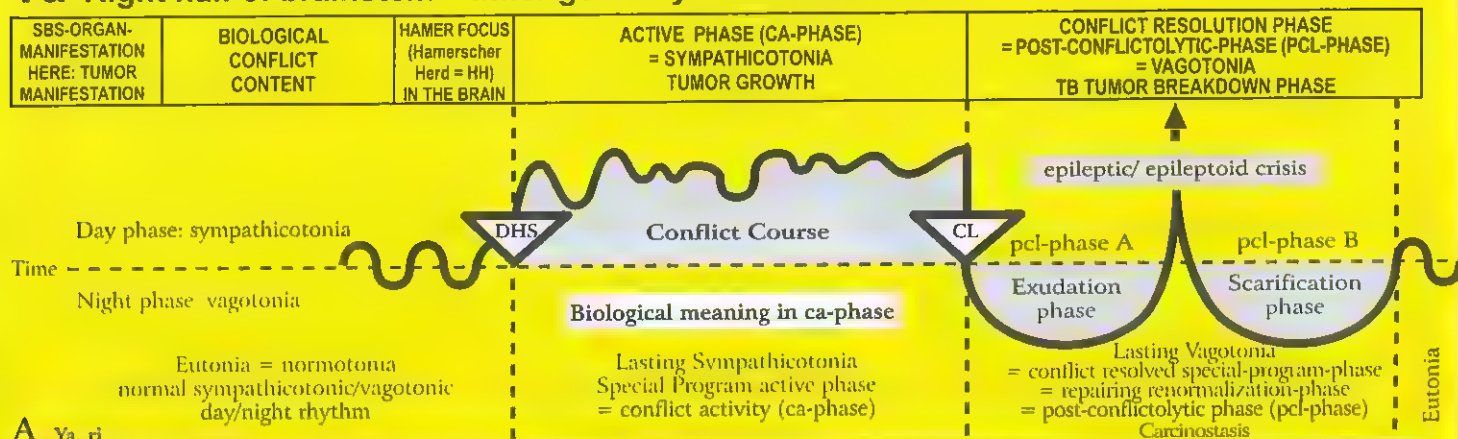 SBS-ORGAN-
MANIFESTATION
HERE: TUMOR
MANIFESTATION
BIOLOGICAL
CONFLICT
CONTENT
HAMER FOCUS
(Hamerscher
Herd = HH)
IN THE BRAIN
ACTIVE PHASE (CA-PHASE)
= SYMPATHICOTONIA
TUMOR GROWTH
CONFLICT RESOLUTION PHASE
= POST-CONFLICTOLYTIC-PHASE (PCL-PHASE)
= VAGOTONIA
TB TUMOR BREAKDOWN PHASE
epileptic/ epileptoid crisis
Day phase: sympathicotonia
DHS
Conflict Course
CL
pcl-phase A
pcl-phase B
Time
Night phase vagotonia
Biological meaning in ca-phase
Exudation
phase
Scarification
phase
Eutonia = normotonia
normal sympathicotonic/vagotonic
day/night rhythm
Lasting Sympathicotonia
Special Program active phase
= conflict activity (ca-phase)
Lasting Vagotonia
= conflict resolved special-program-phase
= repairing renormalization-phase
= post-conflictolytic phase (pcl-phase)
Carcinostasis
Eutonia
A Ya, ri